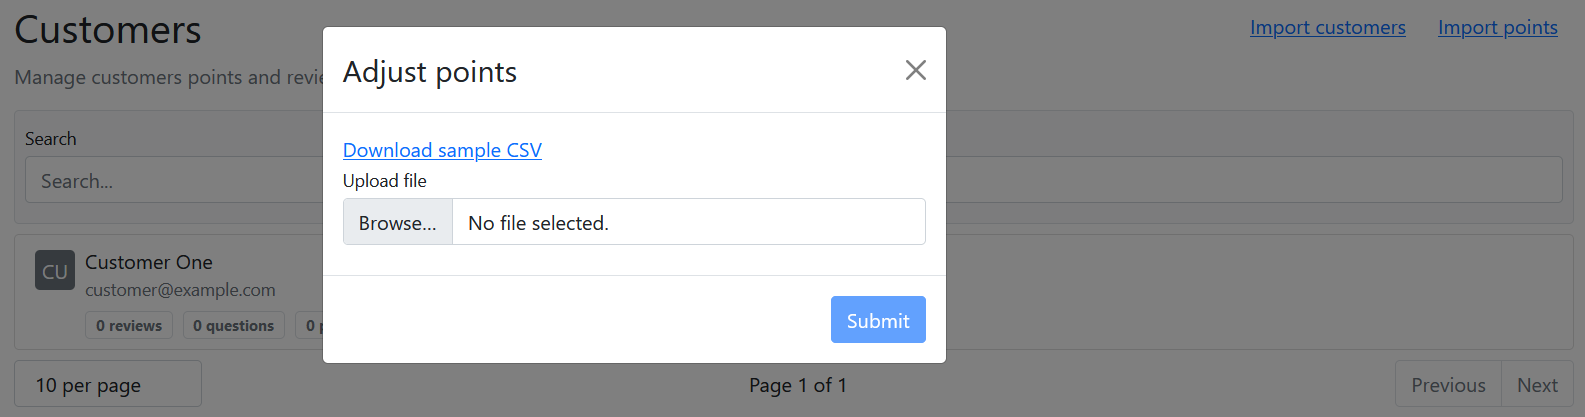 Customers
Import customers
Import points
Manage customers points and revie
Adjust points
Download sample CSV
Upload file
Browse...
No file selected.
Submit
Search
Search...
CU
Customer One
customer@example.com
0 reviews
0 questions
0 p
10 per page
Page 1 of 1
Previous
Next